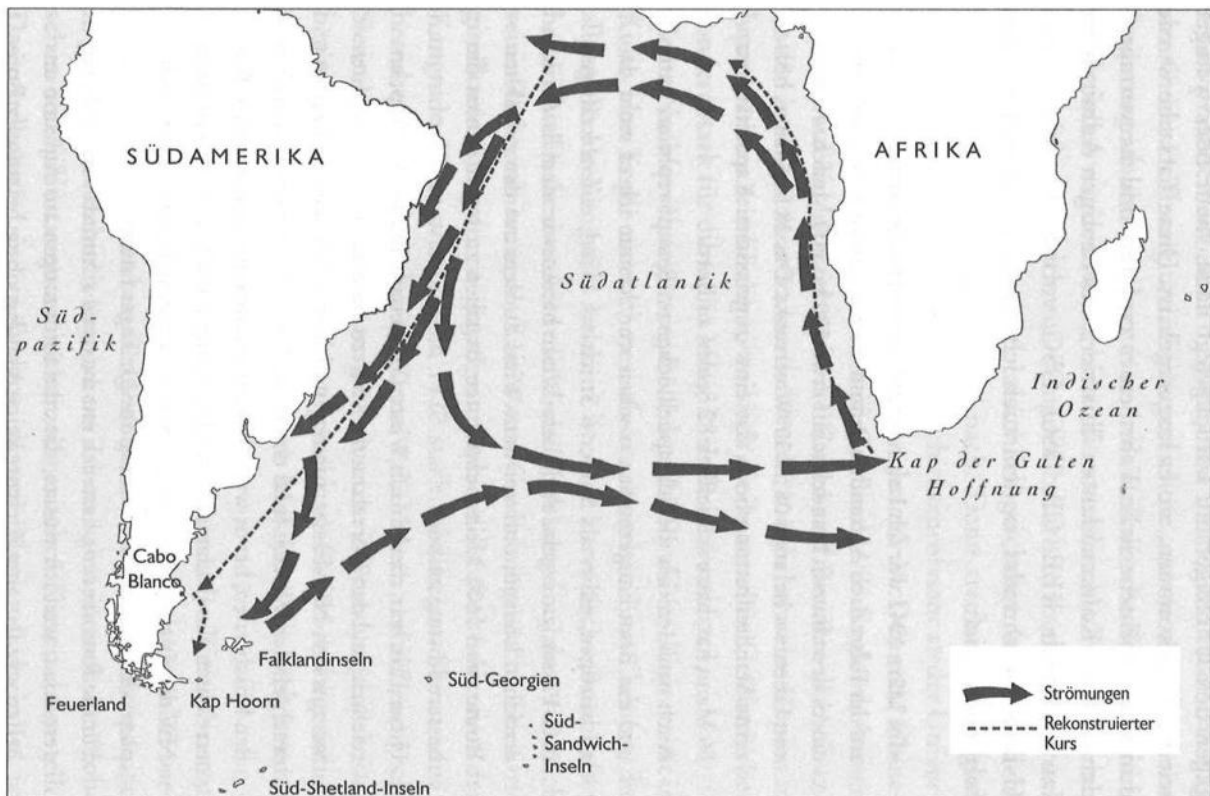 SÜDAMERIKA
AFRIKA
Südatlantik
Süd-
pazifik
Indischer
Ozean
Kap der Guten
Hoffnung
Cabo
Blanco
Falklandinseln
Feuerland
Kap Hoorn
Süd-Georgien
Süd-
Sandwich-
Inseln
Süd-Shetland-Inseln
Strömungen
Rekonstruierter
Kurs